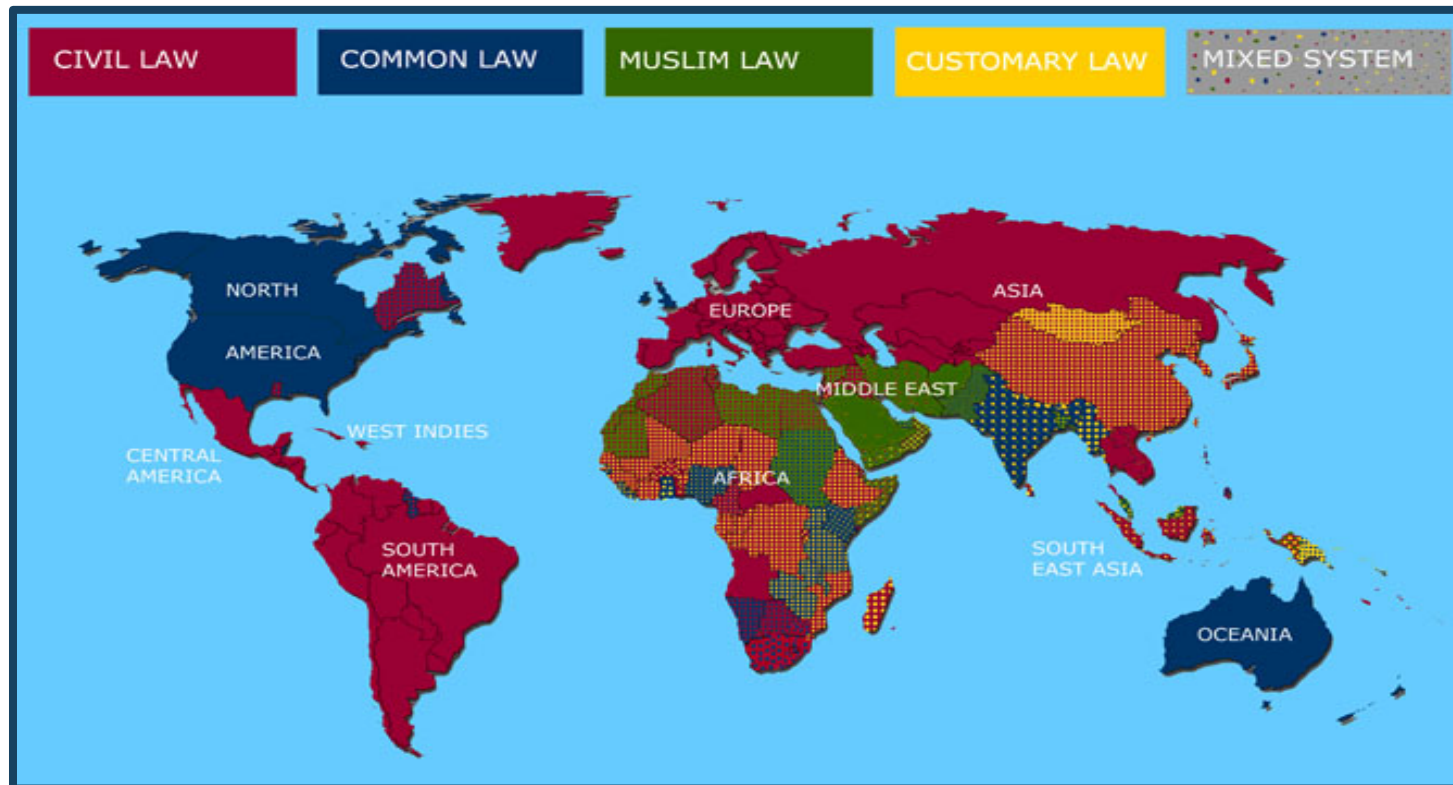 CIVIL LAW
COMMON LAW
MUSLIM LAW
CUSTOMARY LAW
MIXED SYSTEM
NORTH
AMERICA
WEST INDIES
CENTRAL
AMERICA
SOUTH
AMERICA
EUROPE
ASIA
MIDDLE EAST
AFRICA
SOUTH
EAST ASIA
OCEANIA